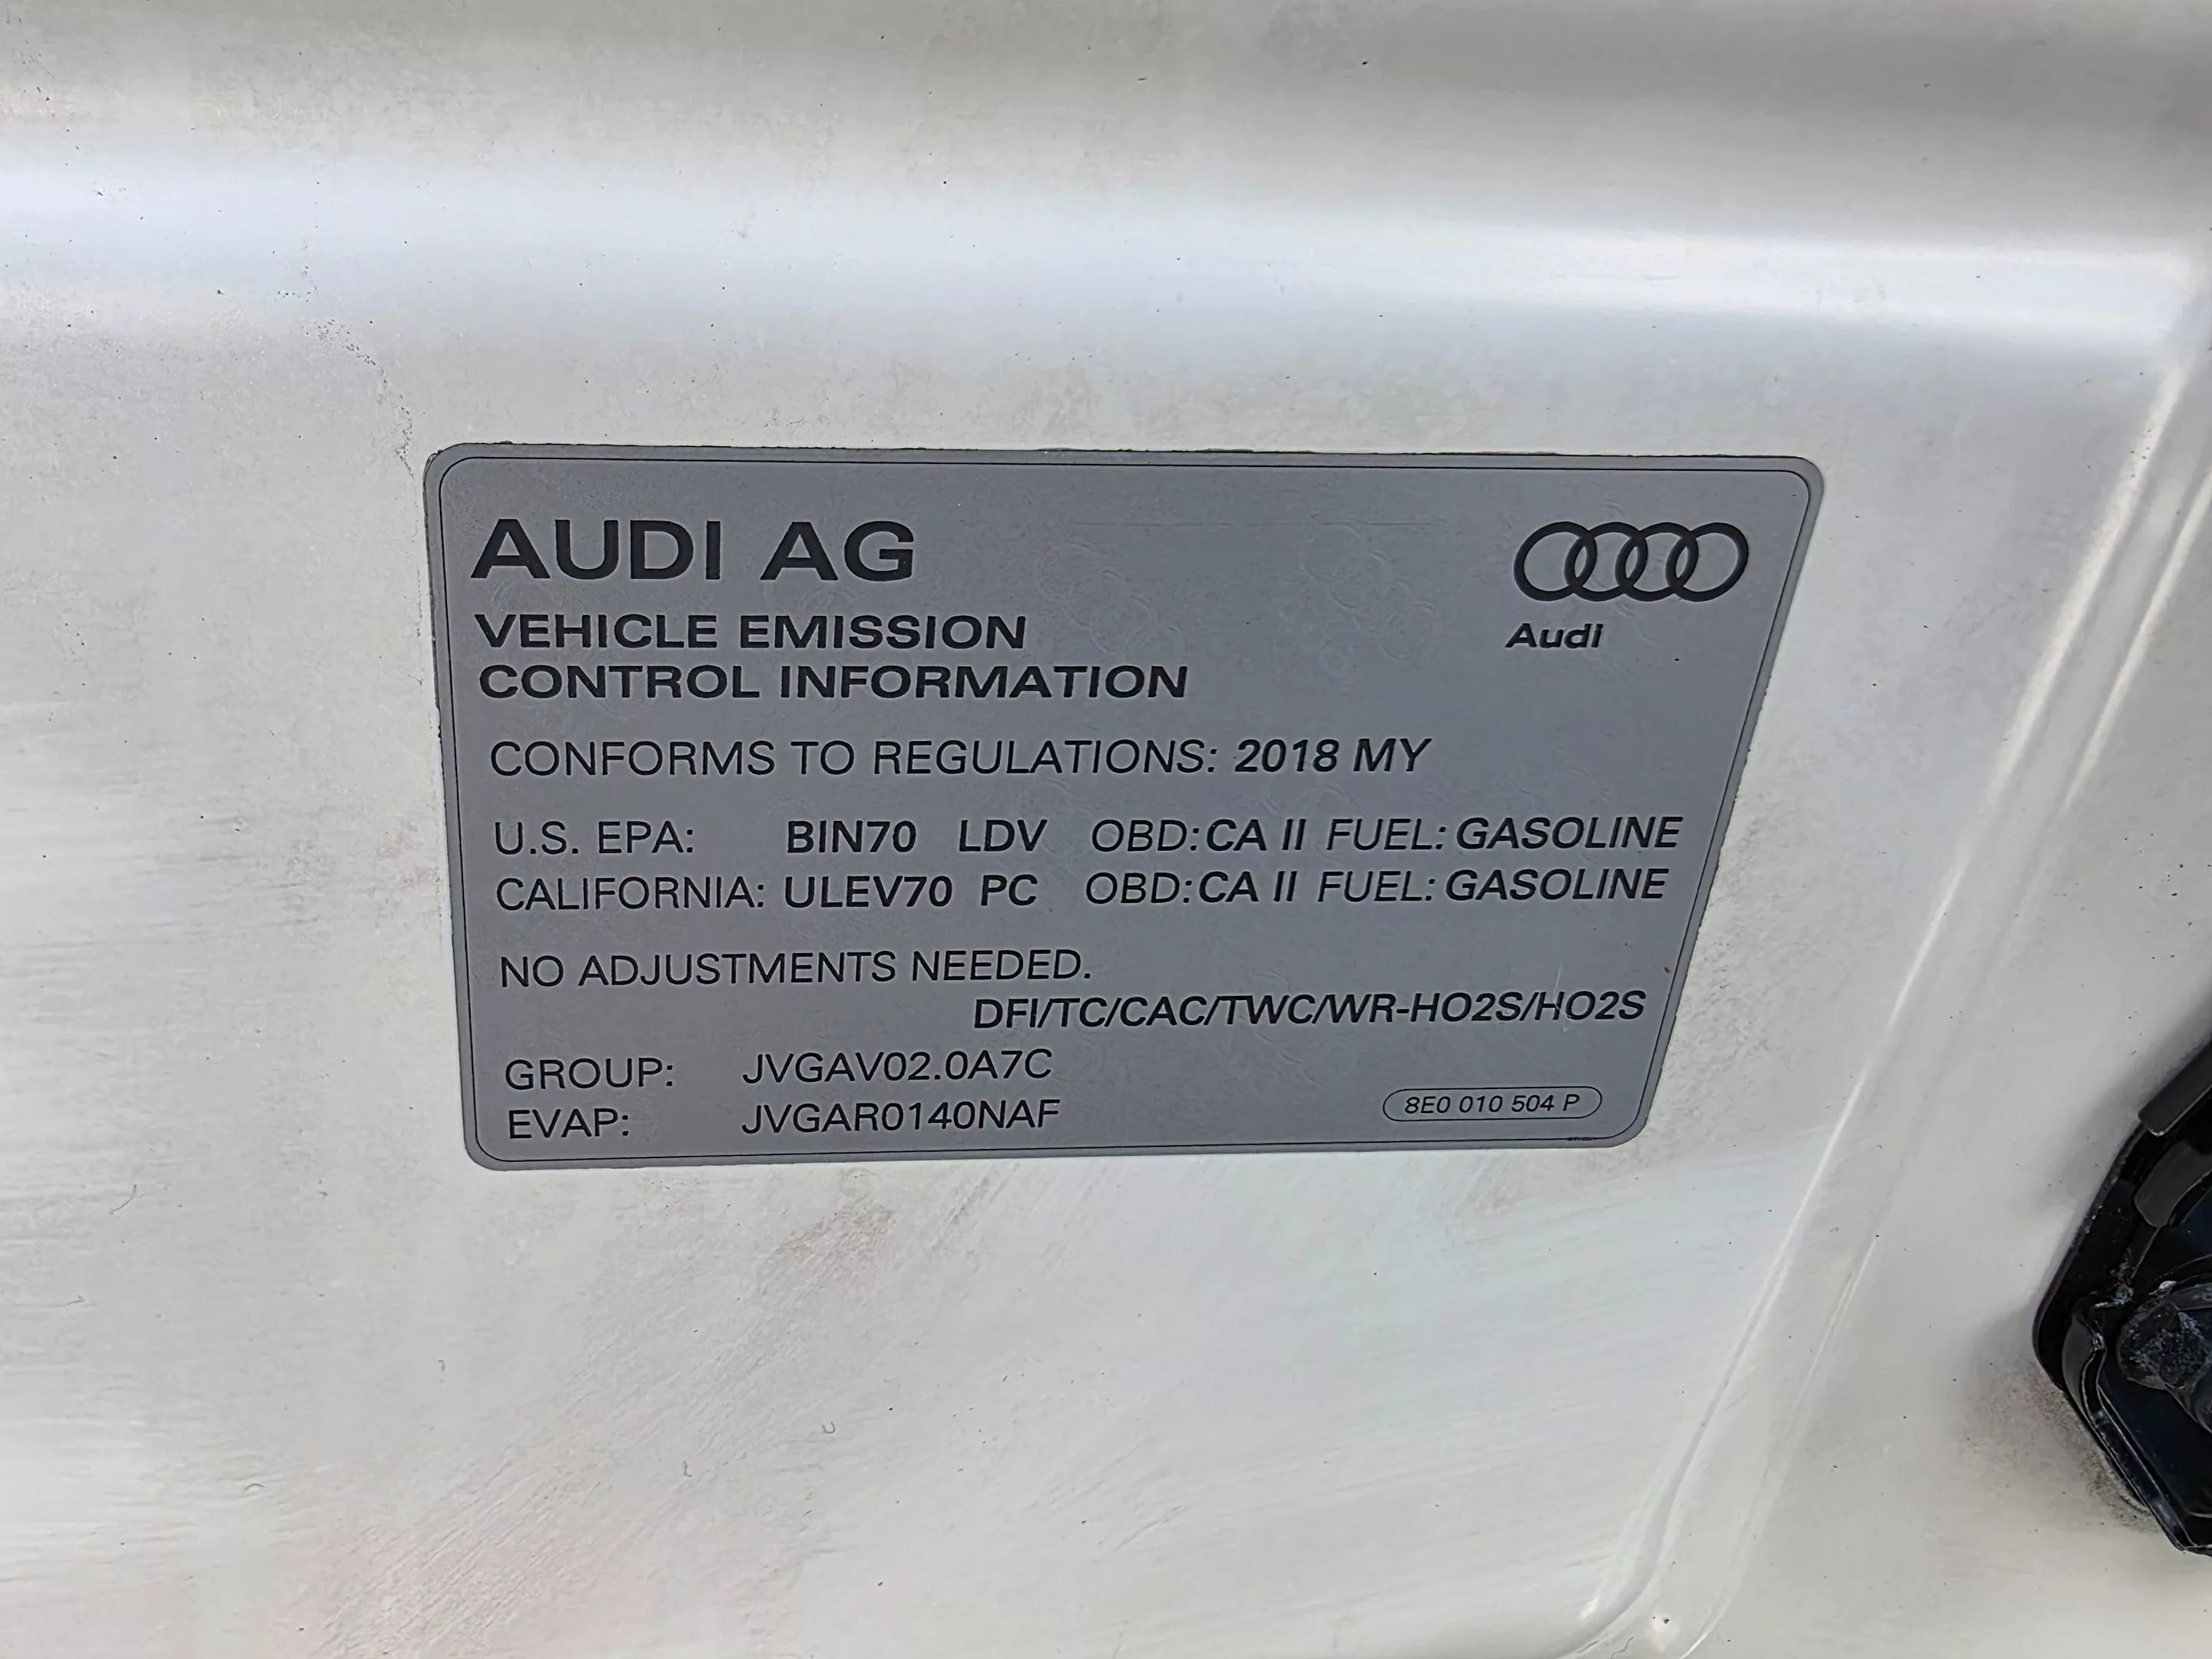 AUDI AG
Audi
VEHICLE EMISSION
CONTROL INFORMATION
CONFORMS TO REGULATIONS: 2018 MY
U.S. EPA: BIN70 LDV OBD: CA II FUEL: GASOLINE
CALIFORNIA: ULEV70 PC OBD: CA II FUEL: GASOLINE
NO ADJUSTMENTS NEEDED.
DFI/TC/CAC/TWC/WR-HO2S/HO2S
GROUP: JVGAV02.0A7C
EVAP: JVGAR0140NAF
8E0 010 504 P